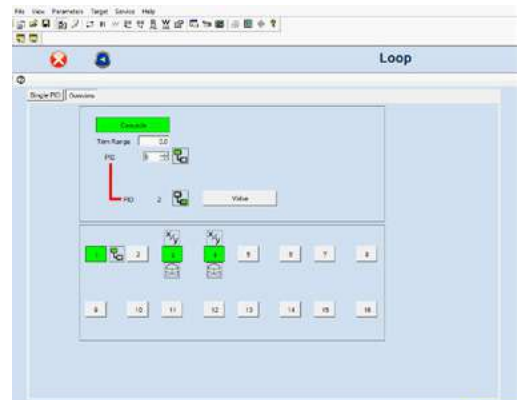 File View Parameters Target Service Help
Loop
Single PID Overview
Cascade
Trim Range 0.0
PID
PID 2 Valve
1 2 3 4 5 6 7 8
9 10 11 12 13 14 15 16